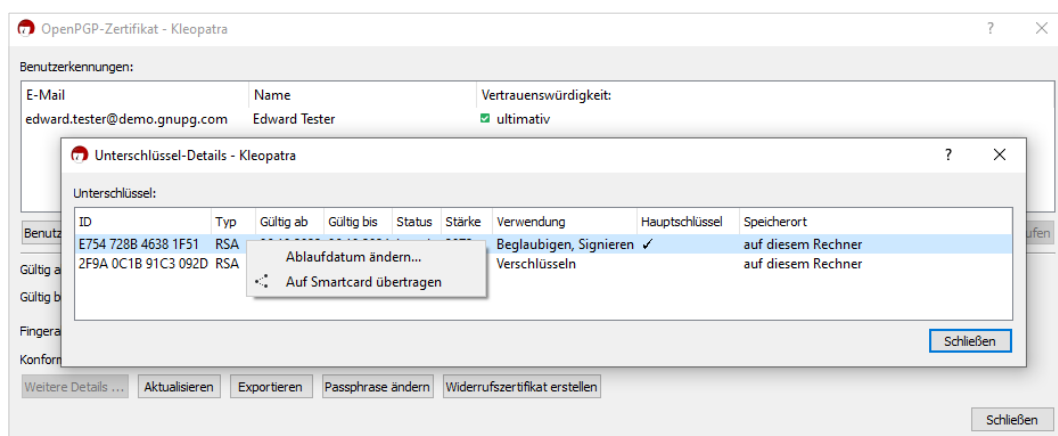 OpenPGP-Zertifikat - Kleopatra
Benutzerkennungen:
E-Mail Name Vertrauenswürdigkeit:
edward.tester@demo.gnupg.com Edward Tester ultimativ
Unterschlüssel-Details - Kleopatra
Unterschlüssel:
ID Typ Gültig ab Gültig bis Status Stärke Verwendung Hauptschlüssel Speicherort
E754 728B 4638 1F51 RSA Beglaubigen, Signieren ✓ auf diesem Rechner
2F9A 0C1B 91C3 092D RSA Verschlüsseln auf diesem Rechner
Ablaufdatum ändern...
Auf Smartcard übertragen
Schließen
Benutz
ufen
Gültig a
Gültig b
Fingera
Konform
Weitere Details ... Aktualisieren Exportieren Passphrase ändern Widerrufszertifikat erstellen
Schließen